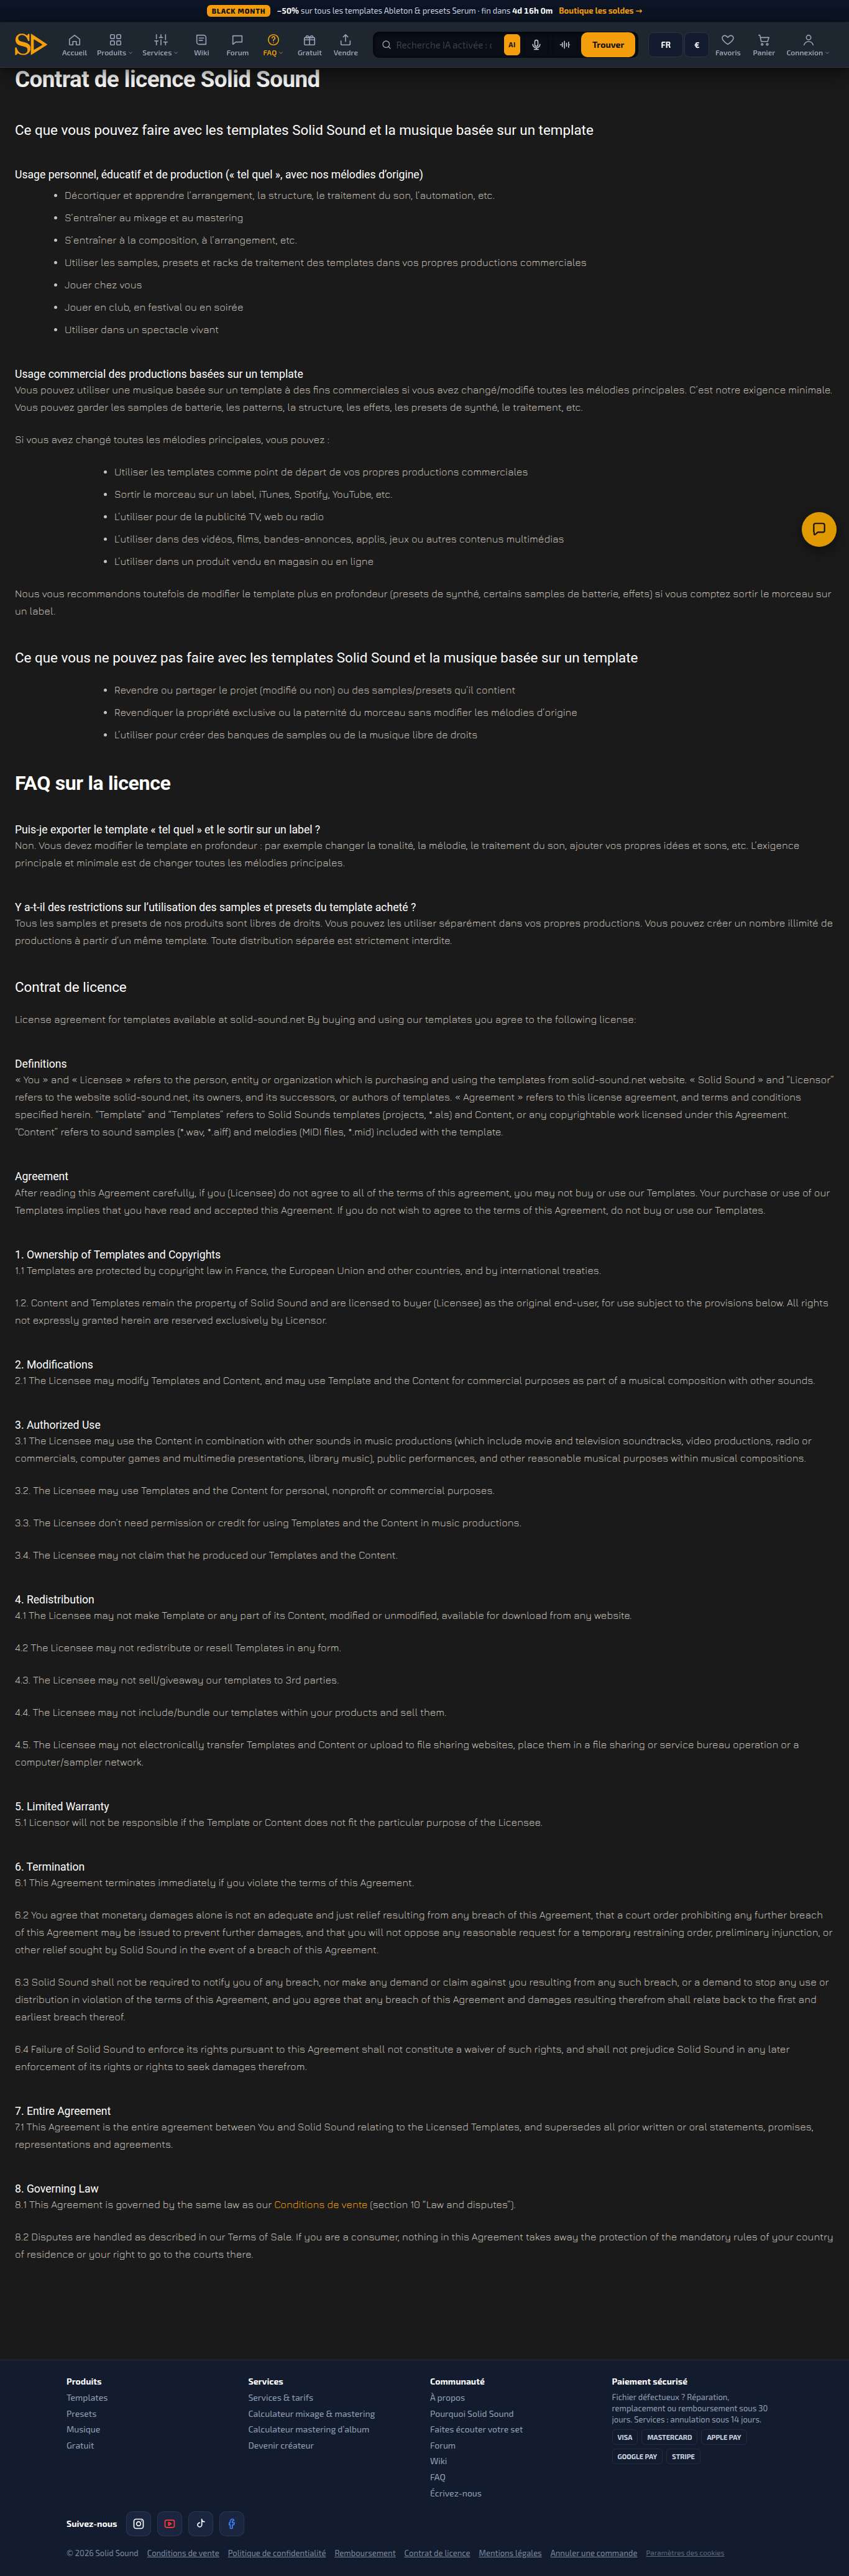 BLACK MONTH −50% sur tous les templates Ableton & presets Serum · fin dans 4d 16h 0m Boutique les soldes →
Accueil Produits Services Wiki Forum FAQ Gratuit Vendre Recherche IA activée : AI Trouver FR € Favoris Panier Connexion
Contrat de licence Solid Sound
Ce que vous pouvez faire avec les templates Solid Sound et la musique basée sur un template
Usage personnel, éducatif et de production (« tel quel », avec nos mélodies d’origine)
• Décortiquer et apprendre l’arrangement, la structure, le traitement du son, l’automation, etc.
• S’entraîner au mixage et au mastering
• S’entraîner à la composition, à l’arrangement, etc.
• Utiliser les samples, presets et racks de traitement des templates dans vos propres productions commerciales
• Jouer chez vous
• Jouer en club, en festival ou en soirée
• Utiliser dans un spectacle vivant
Usage commercial des productions basées sur un template
Vous pouvez utiliser une musique basée sur un template à des fins commerciales si vous avez changé/modifié toutes les mélodies principales. C’est notre exigence minimale.
Vous pouvez garder les samples de batterie, les patterns, la structure, les effets, les presets de synthé, le traitement, etc.
Si vous avez changé toutes les mélodies principales, vous pouvez :
• Utiliser les templates comme point de départ de vos propres productions commerciales
• Sortir le morceau sur un label, iTunes, Spotify, YouTube, etc.
• L’utiliser pour de la publicité TV, web ou radio
• L’utiliser dans des vidéos, films, bandes-annonces, applis, jeux ou autres contenus multimédias
• L’utiliser dans un produit vendu en magasin ou en ligne
Nous vous recommandons toutefois de modifier le template plus en profondeur (presets de synthé, certains samples de batterie, effets) si vous comptez sortir le morceau sur
un label.
Ce que vous ne pouvez pas faire avec les templates Solid Sound et la musique basée sur un template
• Revendre ou partager le projet (modifié ou non) ou des samples/presets qu’il contient
• Revendiquer la propriété exclusive ou la paternité du morceau sans modifier les mélodies d’origine
• L’utiliser pour créer des banques de samples ou de la musique libre de droits
FAQ sur la licence
Puis-je exporter le template « tel quel » et le sortir sur un label ?
Non. Vous devez modifier le template en profondeur : par exemple changer la tonalité, la mélodie, le traitement du son, ajouter vos propres idées et sons, etc. L’exigence
principale et minimale est de changer toutes les mélodies principales.
Y a-t-il des restrictions sur l’utilisation des samples et presets du template acheté ?
Tous les samples et presets de nos produits sont libres de droits. Vous pouvez les utiliser séparément dans vos propres productions. Vous pouvez créer un nombre illimité de
productions à partir d’un même template. Toute distribution séparée est strictement interdite.
Contrat de licence
License agreement for templates available at solid-sound.net By buying and using our templates you agree to the following license:
Definitions
« You » and « Licensee » refers to the person, entity or organization which is purchasing and using the templates from solid-sound.net website. « Solid Sound » and “Licensor”
refers to the website solid-sound.net, its owners, and its successors, or authors of templates. « Agreement » refers to this license agreement, and terms and conditions
specified herein. “Template” and “Templates” refers to Solid Sounds templates (projects, *.als) and Content, or any copyrightable work licensed under this Agreement.
“Content” refers to sound samples (*.wav, *.aiff) and melodies (MIDI files, *.mid) included with the template.
Agreement
After reading this Agreement carefully, if you (Licensee) do not agree to all of the terms of this agreement, you may not buy or use our Templates. Your purchase or use of our
Templates implies that you have read and accepted this Agreement. If you do not wish to agree to the terms of this Agreement, do not buy or use our Templates.
1. Ownership of Templates and Copyrights
1.1 Templates are protected by copyright law in France, the European Union and other countries, and by international treaties.
1.2. Content and Templates remain the property of Solid Sound and are licensed to buyer (Licensee) as the original end-user, for use subject to the provisions below. All rights
not expressly granted herein are reserved exclusively by Licensor.
2. Modifications
2.1 The Licensee may modify Templates and Content, and may use Template and the Content for commercial purposes as part of a musical composition with other sounds.
3. Authorized Use
3.1 The Licensee may use the Content in combination with other sounds in music productions (which include movie and television soundtracks, video productions, radio or
commercials, computer games and multimedia presentations, library music), public performances, and other reasonable musical purposes within musical compositions.
3.2. The Licensee may use Templates and the Content for personal, nonprofit or commercial purposes.
3.3. The Licensee don’t need permission or credit for using Templates and the Content in music productions.
3.4. The Licensee may not claim that he produced our Templates and the Content.
4. Redistribution
4.1 The Licensee may not make Template or any part of its Content, modified or unmodified, available for download from any website.
4.2 The Licensee may not redistribute or resell Templates in any form.
4.3. The Licensee may not sell/giveaway our templates to 3rd parties.
4.4. The Licensee may not include/bundle our templates within your products and sell them.
4.5. The Licensee may not electronically transfer Templates and Content or upload to file sharing websites, place them in a file sharing or service bureau operation or a
computer/sampler network.
5. Limited Warranty
5.1 Licensor will not be responsible if the Template or Content does not fit the particular purpose of the Licensee.
6. Termination
6.1 This Agreement terminates immediately if you violate the terms of this Agreement.
6.2 You agree that monetary damages alone is not an adequate and just relief resulting from any breach of this Agreement, that a court order prohibiting any further breach
of this Agreement may be issued to prevent further damages, and that you will not oppose any reasonable request for a temporary restraining order, preliminary injunction, or
other relief sought by Solid Sound in the event of a breach of this Agreement.
6.3 Solid Sound shall not be required to notify you of any breach, nor make any demand or claim against you resulting from any such breach, or a demand to stop any use or
distribution in violation of the terms of this Agreement, and you agree that any breach of this Agreement and damages resulting therefrom shall relate back to the first and
earliest breach thereof.
6.4 Failure of Solid Sound to enforce its rights pursuant to this Agreement shall not constitute a waiver of such rights, and shall not prejudice Solid Sound in any later
enforcement of its rights or rights to seek damages therefrom.
7. Entire Agreement
7.1 This Agreement is the entire agreement between You and Solid Sound relating to the Licensed Templates, and supersedes all prior written or oral statements, promises,
representations and agreements.
8. Governing Law
8.1 This Agreement is governed by the same law as our Conditions de vente (section 10 “Law and disputes”).
8.2 Disputes are handled as described in our Terms of Sale. If you are a consumer, nothing in this Agreement takes away the protection of the mandatory rules of your country
of residence or your right to go to the courts there.
Produits
Templates
Presets
Musique
Gratuit
Services
Services & tarifs
Calculateur mixage & mastering
Calculateur mastering d’album
Devenir créateur
Communauté
À propos
Pourquoi Solid Sound
Faites écouter votre set
Forum
Wiki
FAQ
Écrivez-nous
Paiement sécurisé
Fichier défectueux ? Réparation,
remplacement ou remboursement sous 30
jours. Services : annulation sous 14 jours.
VISA MASTERCARD APPLE PAY
GOOGLE PAY STRIPE
Suivez-nous
© 2026 Solid Sound Conditions de vente Politique de confidentialité Remboursement Contrat de licence Mentions légales Annuler une commande Paramètres des cookies